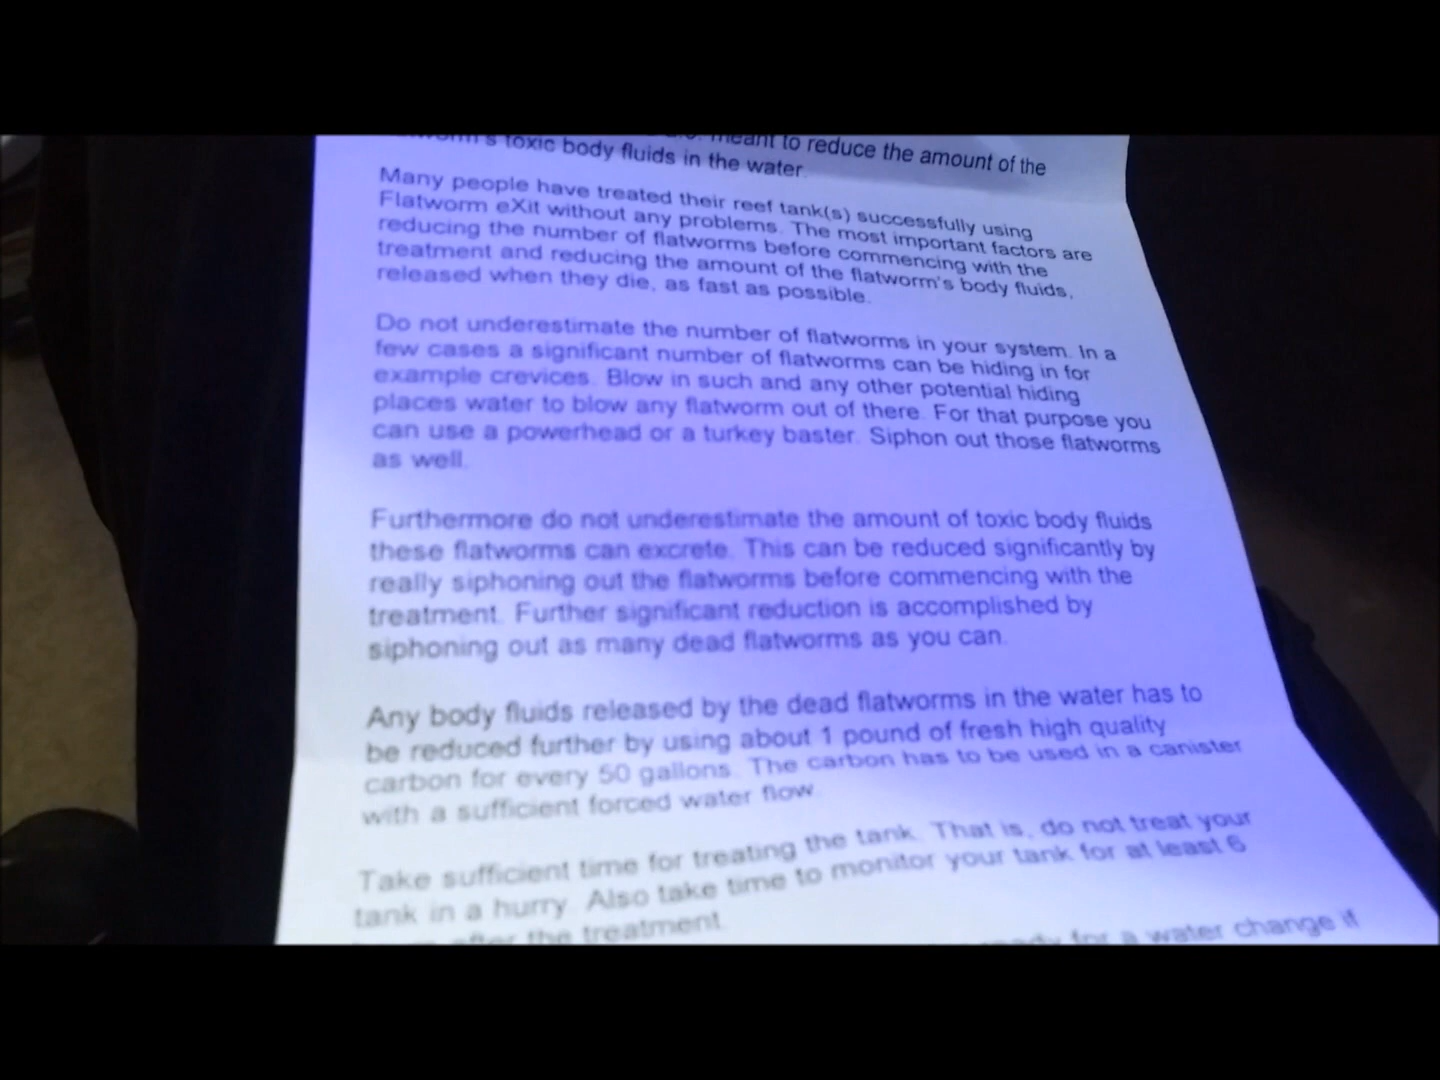 meant to reduce the amount of the
toxic body fluids in the water.
Many people have treated their reef tank(s) successfully using
Flatworm eXit without any problems. The most important factors are
reducing the number of flatworms before commencing with the
treatment and reducing the amount of the flatworm's body fluids,
released when they die, as fast as possible.
Do not underestimate the number of flatworms in your system. In a
few cases a significant number of flatworms can be hiding in for
example crevices. Blow in such and any other potential hiding
places water to blow any flatworm out of there. For that purpose you
can use a powerhead or a turkey baster. Siphon out those flatworms
as well.
Furthermore do not underestimate the amount of toxic body fluids
these flatworms can excrete. This can be reduced significantly by
really siphoning out the flatworms before commencing with the
treatment. Further significant reduction is accomplished by
siphoning out as many dead flatworms as you can.
Any body fluids released by the dead flatworms in the water has to
be reduced further by using about 1 pound of fresh high quality
carbon for every 50 gallons. The carbon has to be used in a canister
with a sufficient forced water flow
Take sufficient time for treating the tank. That is, do not treat your
tank in a hurry. Also take time to monitor your tank for at least 6
after the treatment.
ready for a water change if